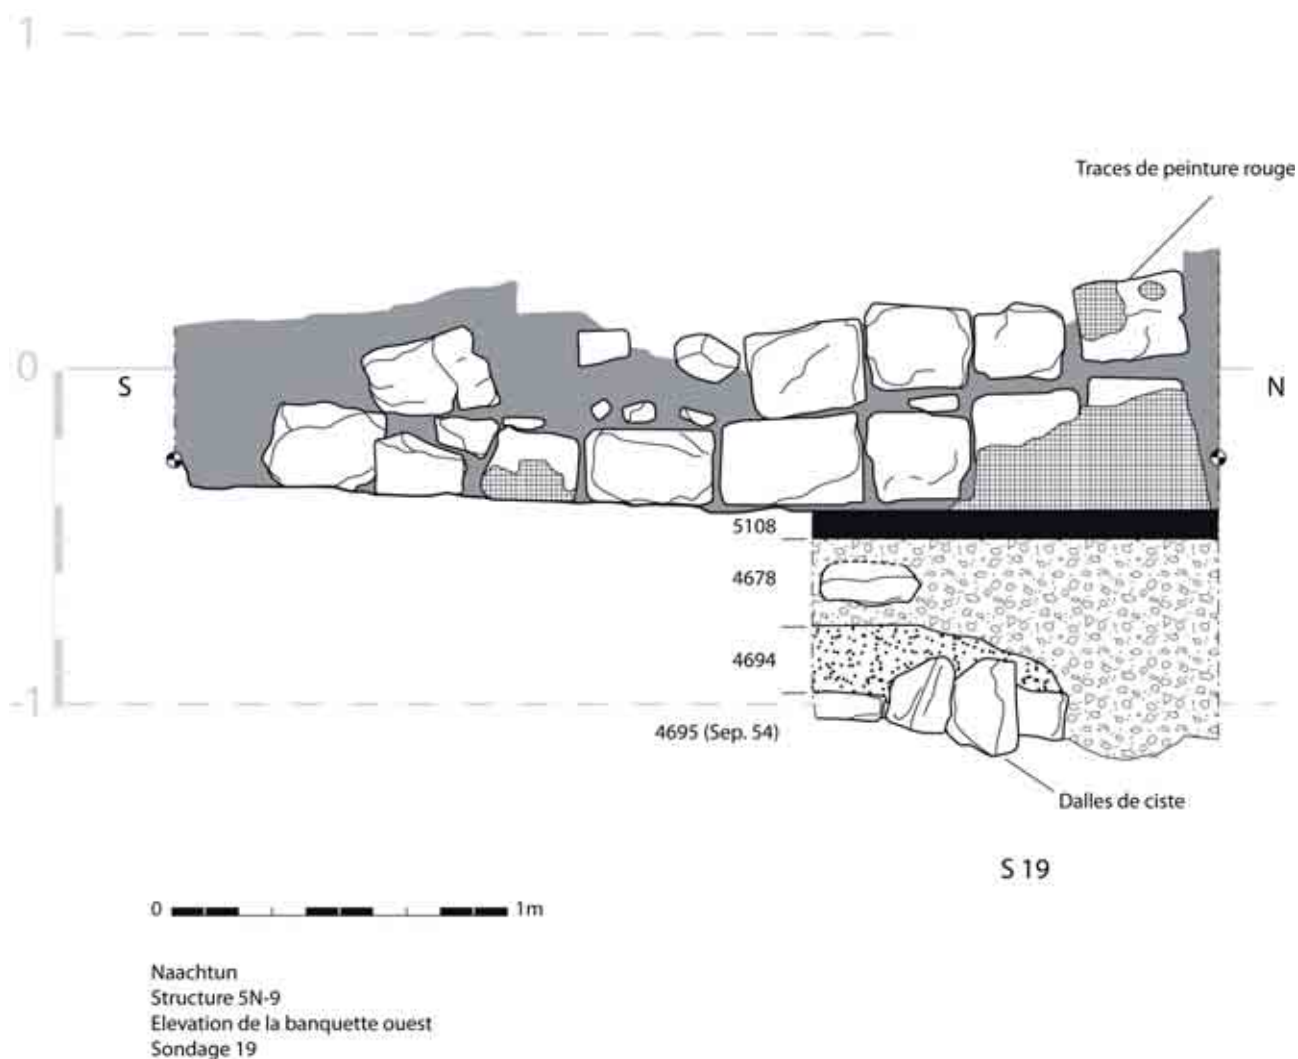 1
Traces de peinture rouge
0
S
N
5108
4678
4694
-1
4695 (Sep. 54)
Dalles de ciste
S 19
0 1m
Naachtun
Structure 5N-9
Elevation de la banquette ouest
Sondage 19